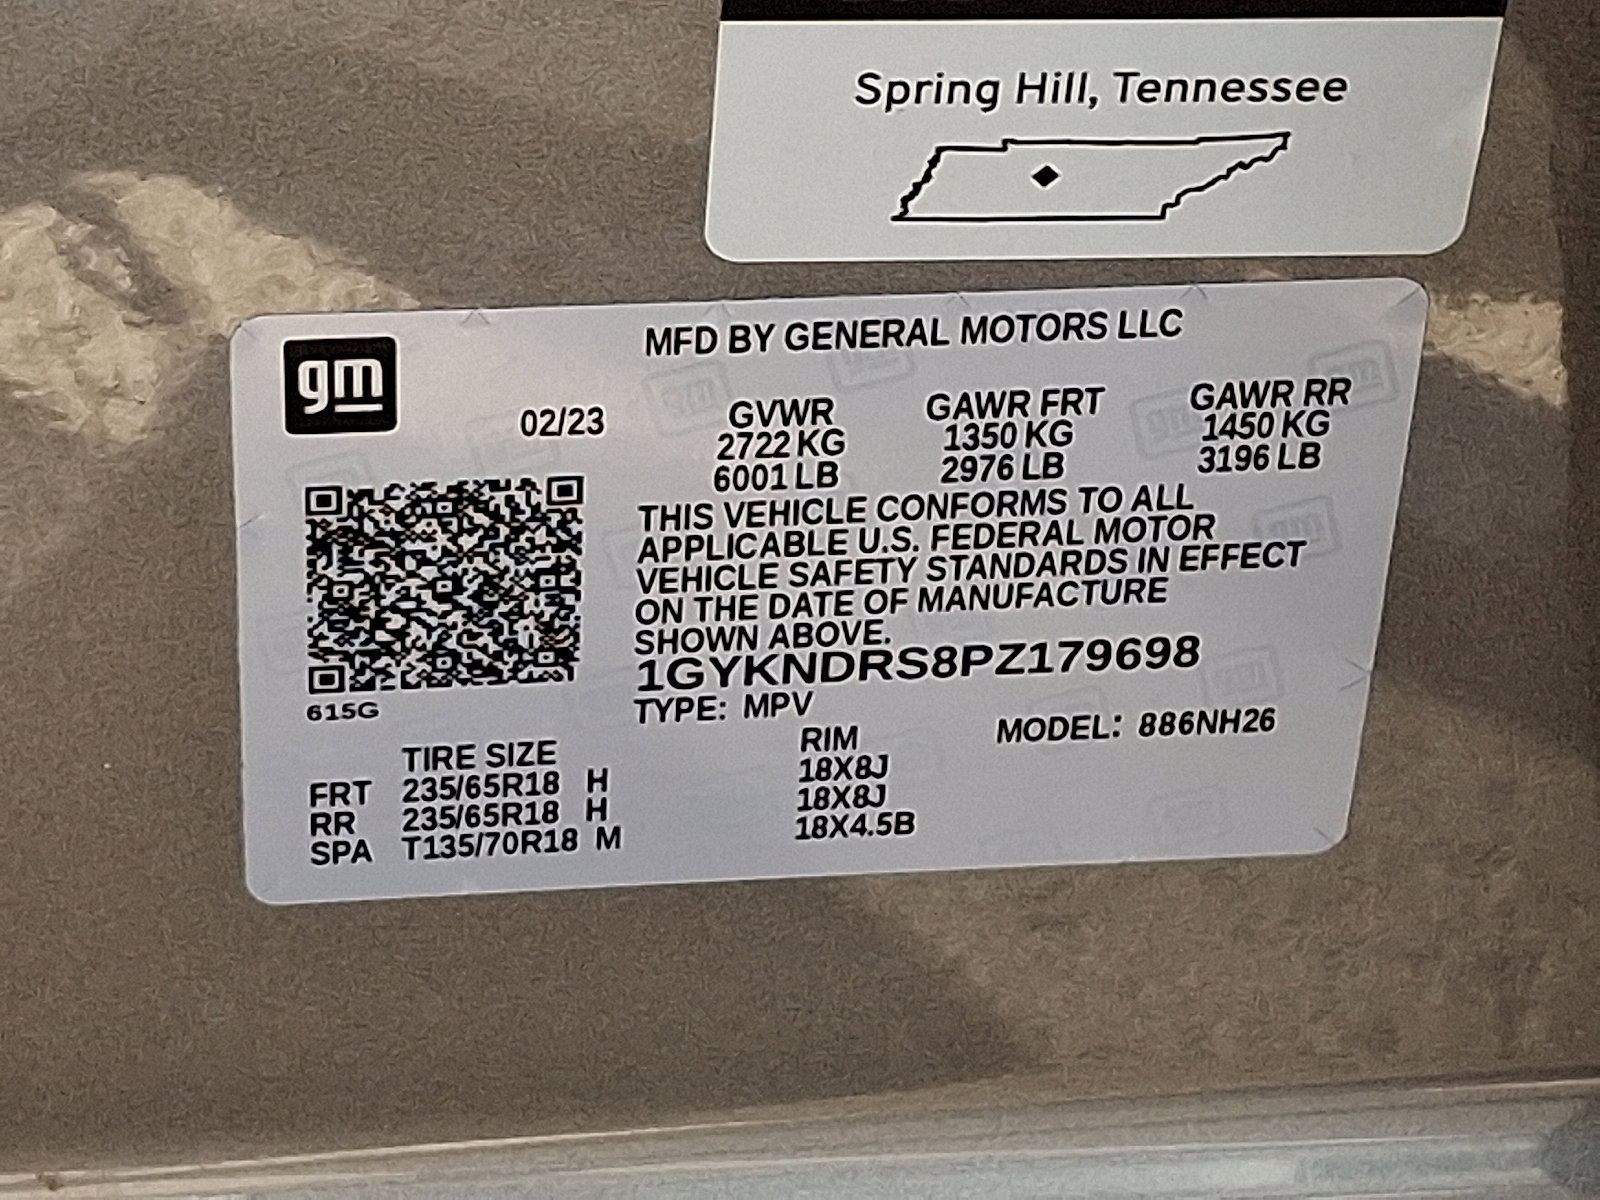 Spring Hill, Tennessee
gm
MFD BY GENERAL MOTORS LLC
02/23
GVWR GAWR FRT GAWR RR
2722 KG 1350 KG 1450 KG
6001 LB 2976 LB 3196 LB
THIS VEHICLE CONFORMS TO ALL
APPLICABLE U.S. FEDERAL MOTOR
VEHICLE SAFETY STANDARDS IN EFFECT
ON THE DATE OF MANUFACTURE
SHOWN ABOVE.
1GYKNDRS8PZ179698
615G
TYPE: MPV
MODEL: 886NH26
TIRE SIZE RIM
FRT 235/65R18 H 18X8J
RR 235/65R18 H 18X8J
SPA T135/70R18 M 18X4.5B